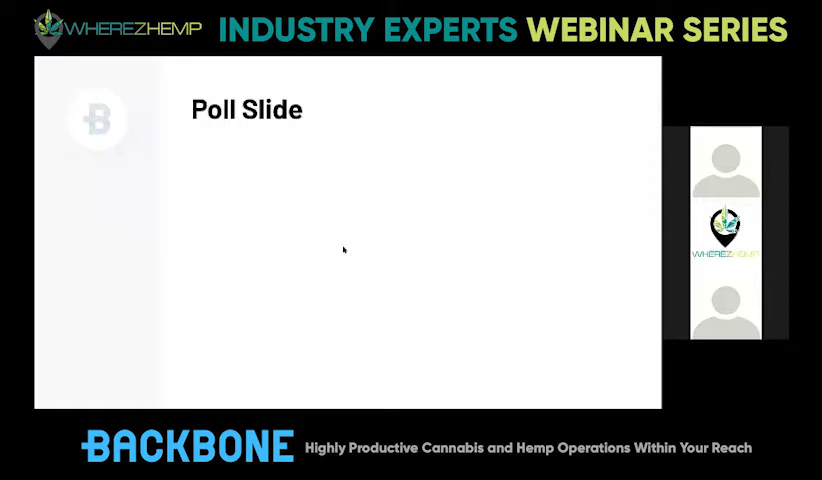 WHEREZHEMP INDUSTRY EXPERTS WEBINAR SERIES
B
Poll Slide
WHEREZHEMP
BACKBONE Highly Productive Cannabis and Hemp Operations Within Your Reach